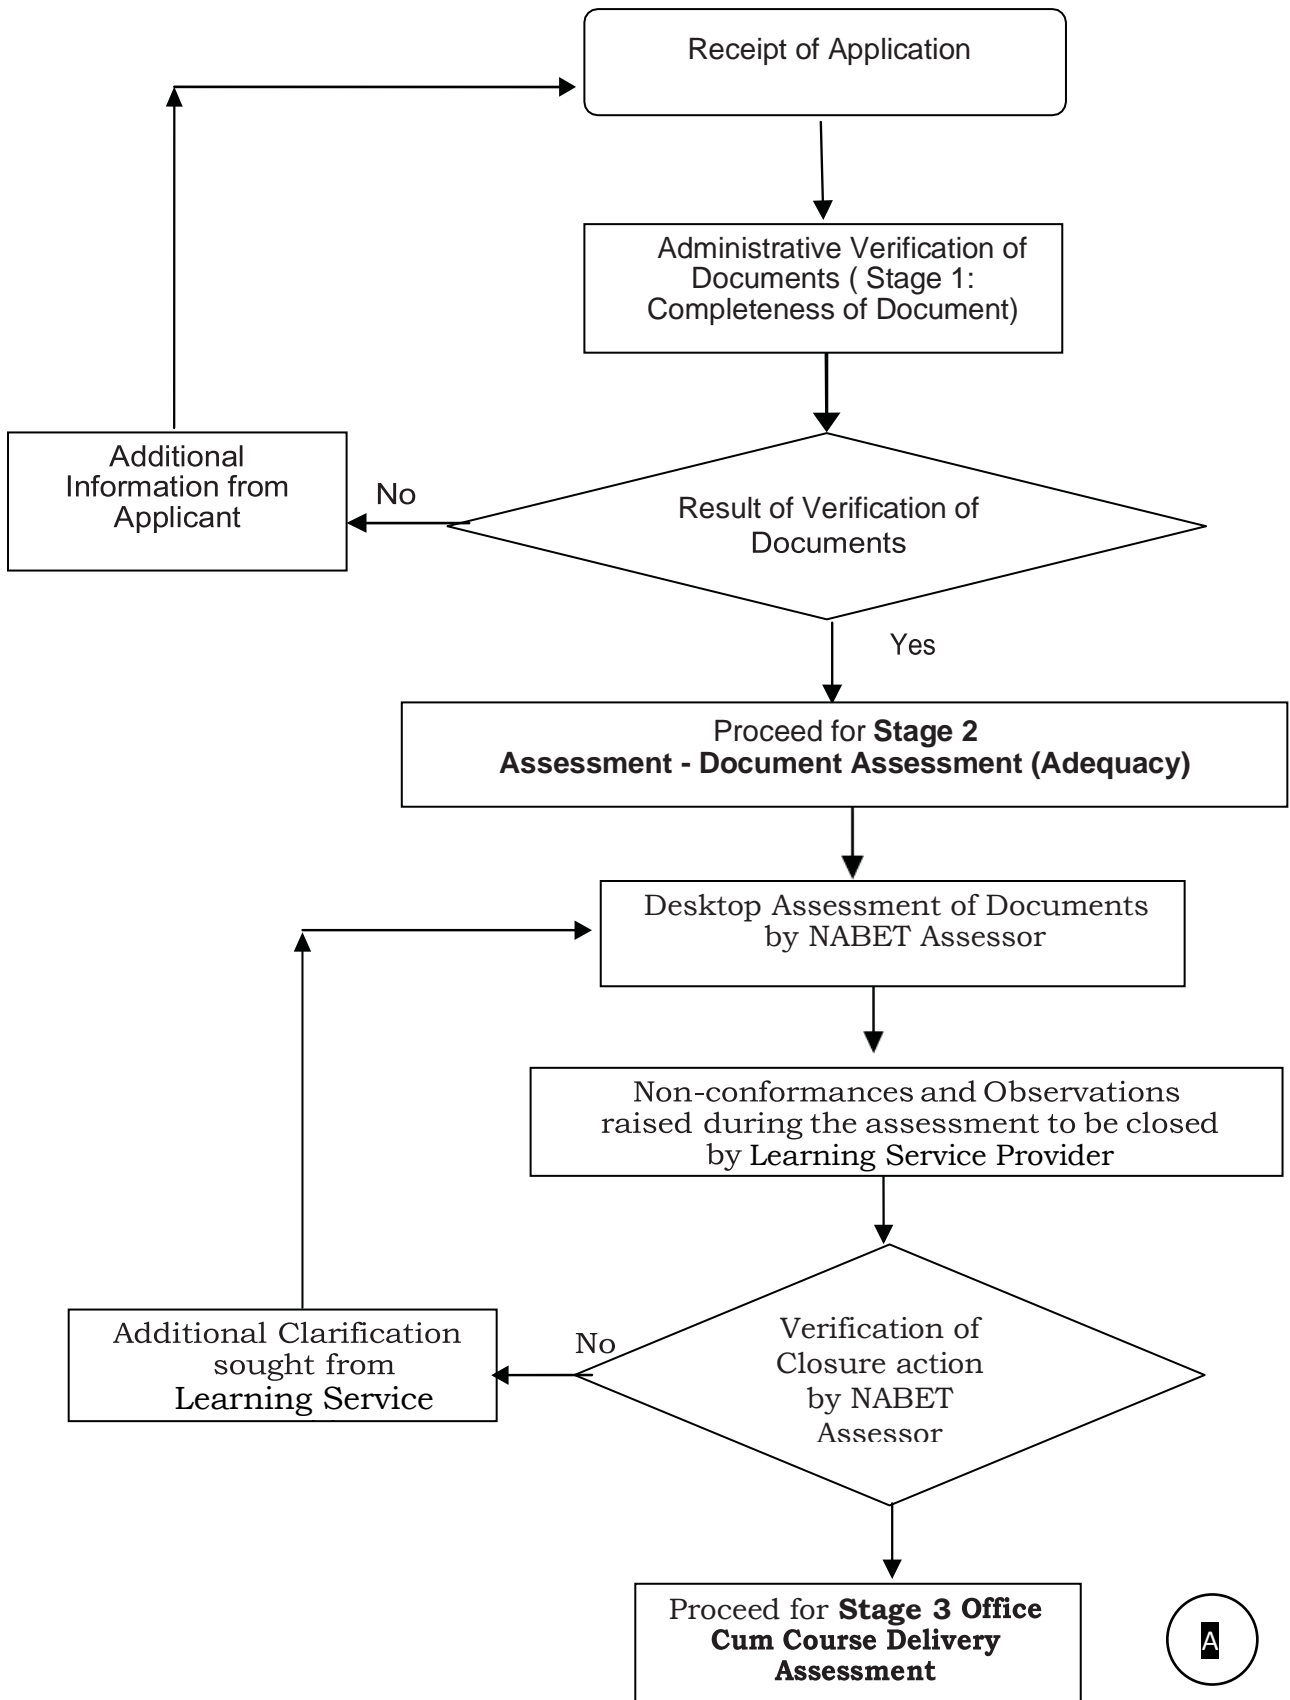 Receipt of Application
Administrative Verification of
Documents ( Stage 1:
Completeness of Document)
Additional
Information from
Applicant
No
Result of Verification of
Documents
Yes
Proceed for Stage 2
Assessment - Document Assessment (Adequacy)
Desktop Assessment of Documents
by NABET Assessor
Non-conformances and Observations
raised during the assessment to be closed
by Learning Service Provider
Additional Clarification
sought from
Learning Service
No
Verification of
Closure action
by NABET
Assessor
Proceed for Stage 3 Office
Cum Course Delivery
Assessment
A